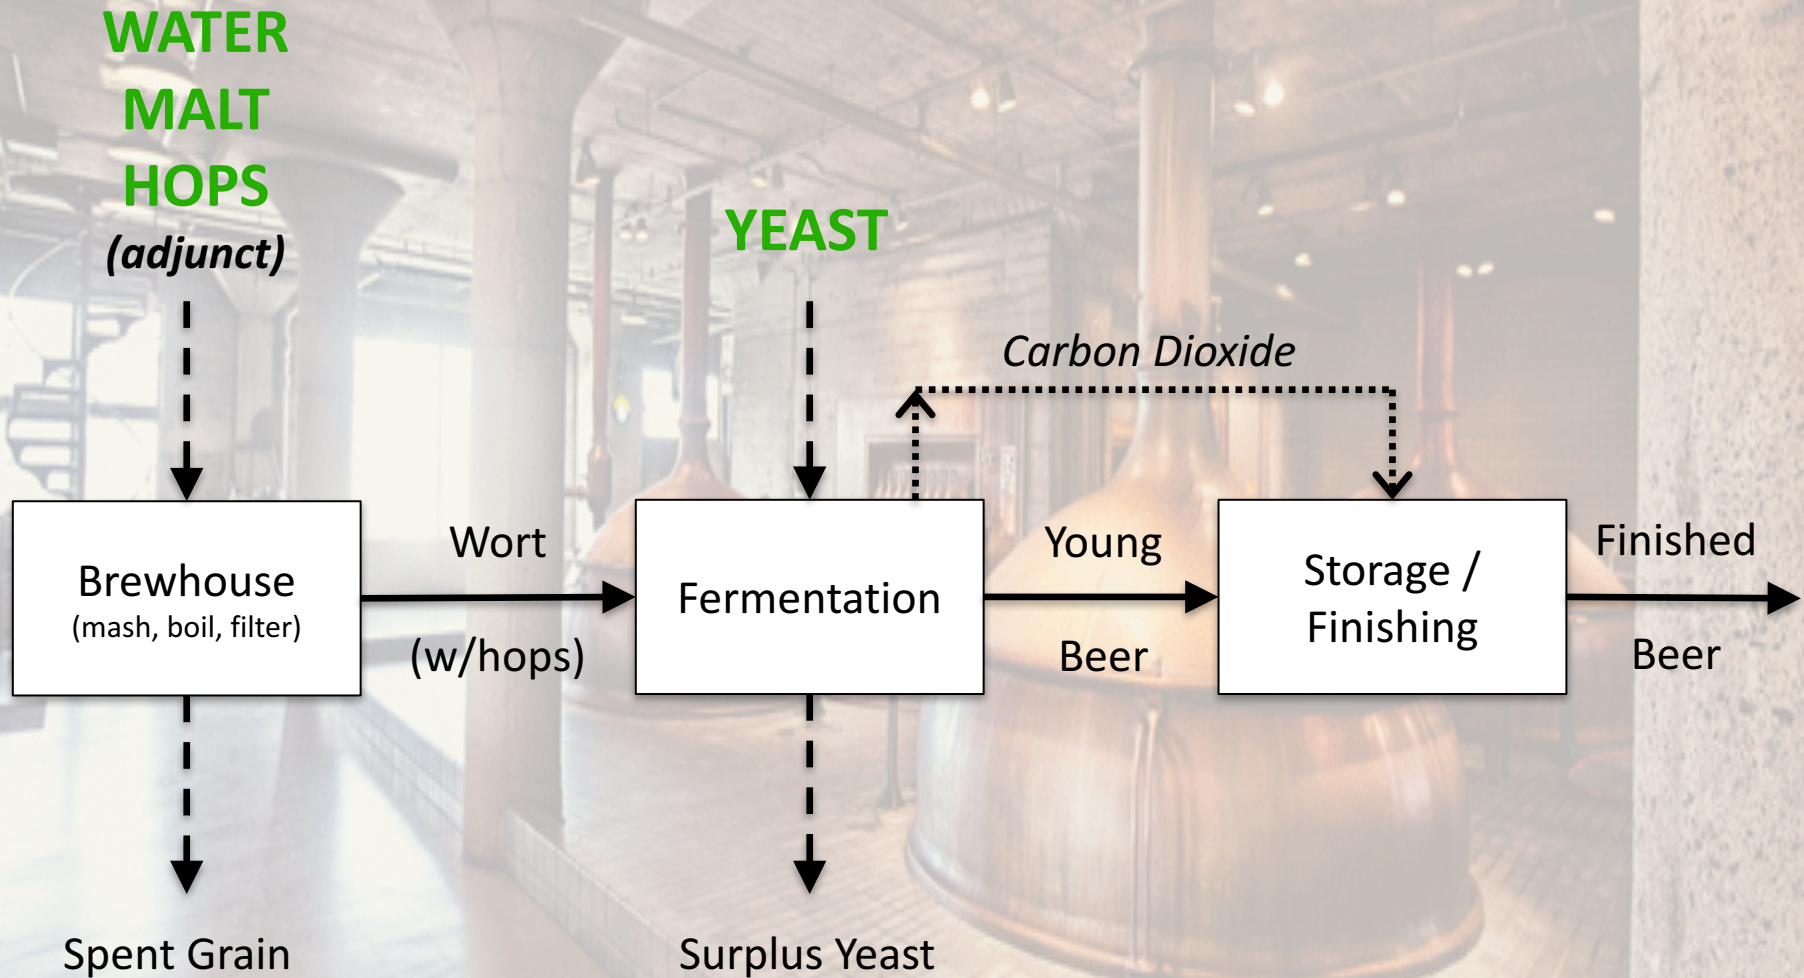 WATER
MALT
HOPS
(adjunct)
YEAST
Carbon Dioxide
Brewhouse
(mash, boil, filter)
Wort
(w/hops)
Fermentation
Young
Beer
Storage /
Finishing
Finished
Beer
Spent Grain
Surplus Yeast